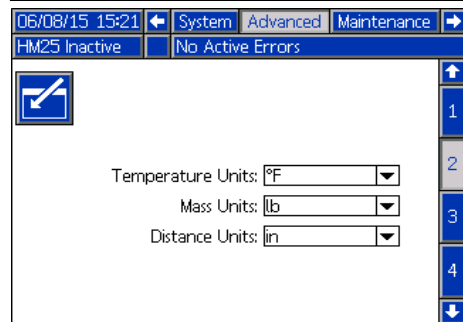 06/08/15 15:21 System Advanced Maintenance
HM25 Inactive No Active Errors
1
Temperature Units: °F
2
Mass Units: lb
Distance Units: in
3
4